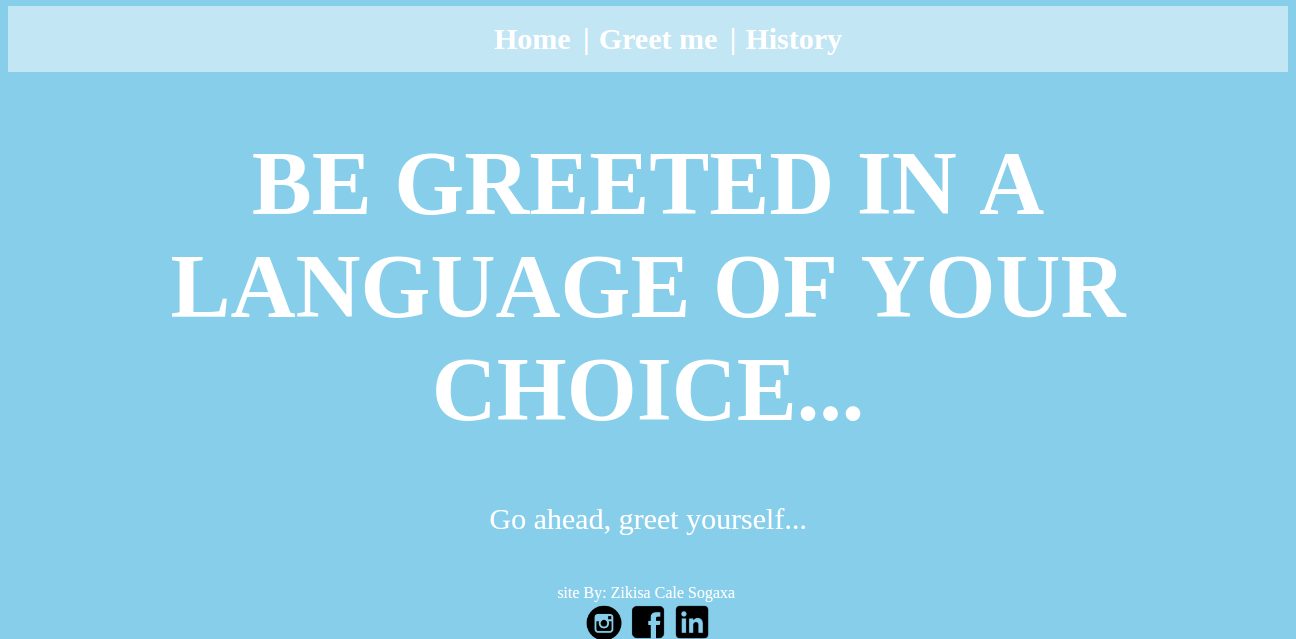 Home | Greet me | History
BE GREETED IN A
LANGUAGE OF YOUR
CHOICE...
Go ahead, greet yourself...
site By: Zikisa Cale Sogaxa